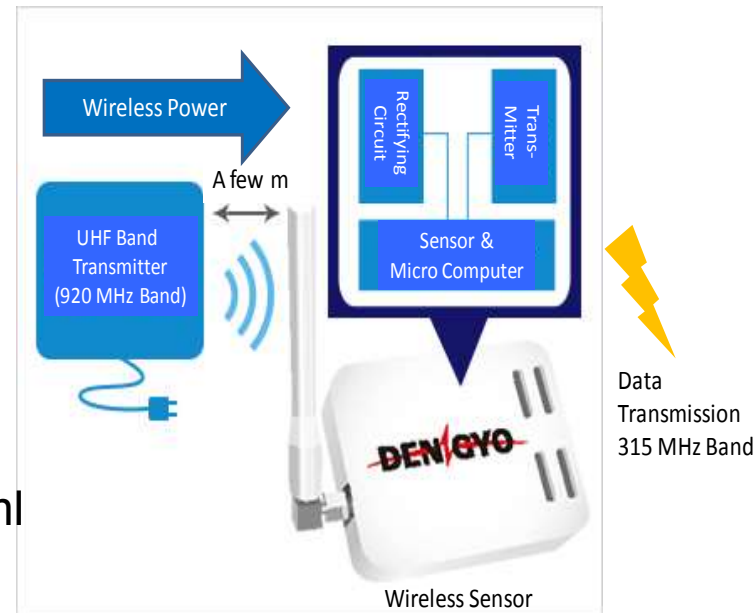 Wireless Power
A few m
UHF Band
Transmitter
(920 MHz Band)
Rectifying
Circuit
Trans-
Mitter
Sensor &
Micro Computer
Data
Transmission
315 MHz Band
DENGYO
Wireless Sensor